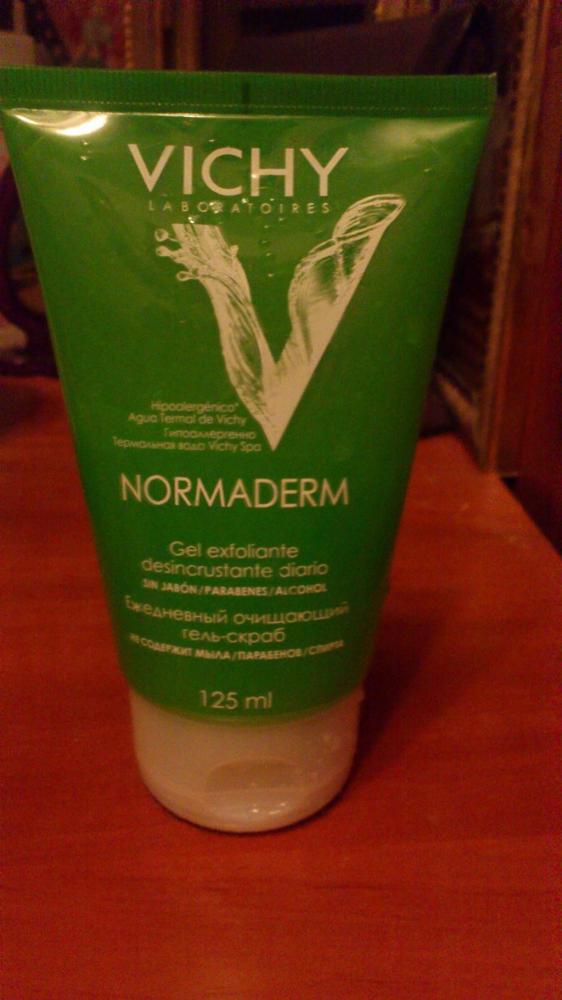 VICHY
LABORATOIRES
Hipoalergénico*
Agua Termal de Vichy
Гипоаллергенно
Термальная вода Vichy Spa
NORMADERM
Gel exfoliante
desincrustante diario
SIN JABÓN/PARABENES/ALCOHOL
Ежедневный очищающий
гель-скраб
НЕ СОДЕРЖИТ МЫЛА/ПАРАБЕНОВ/СПИРТА
125 ml